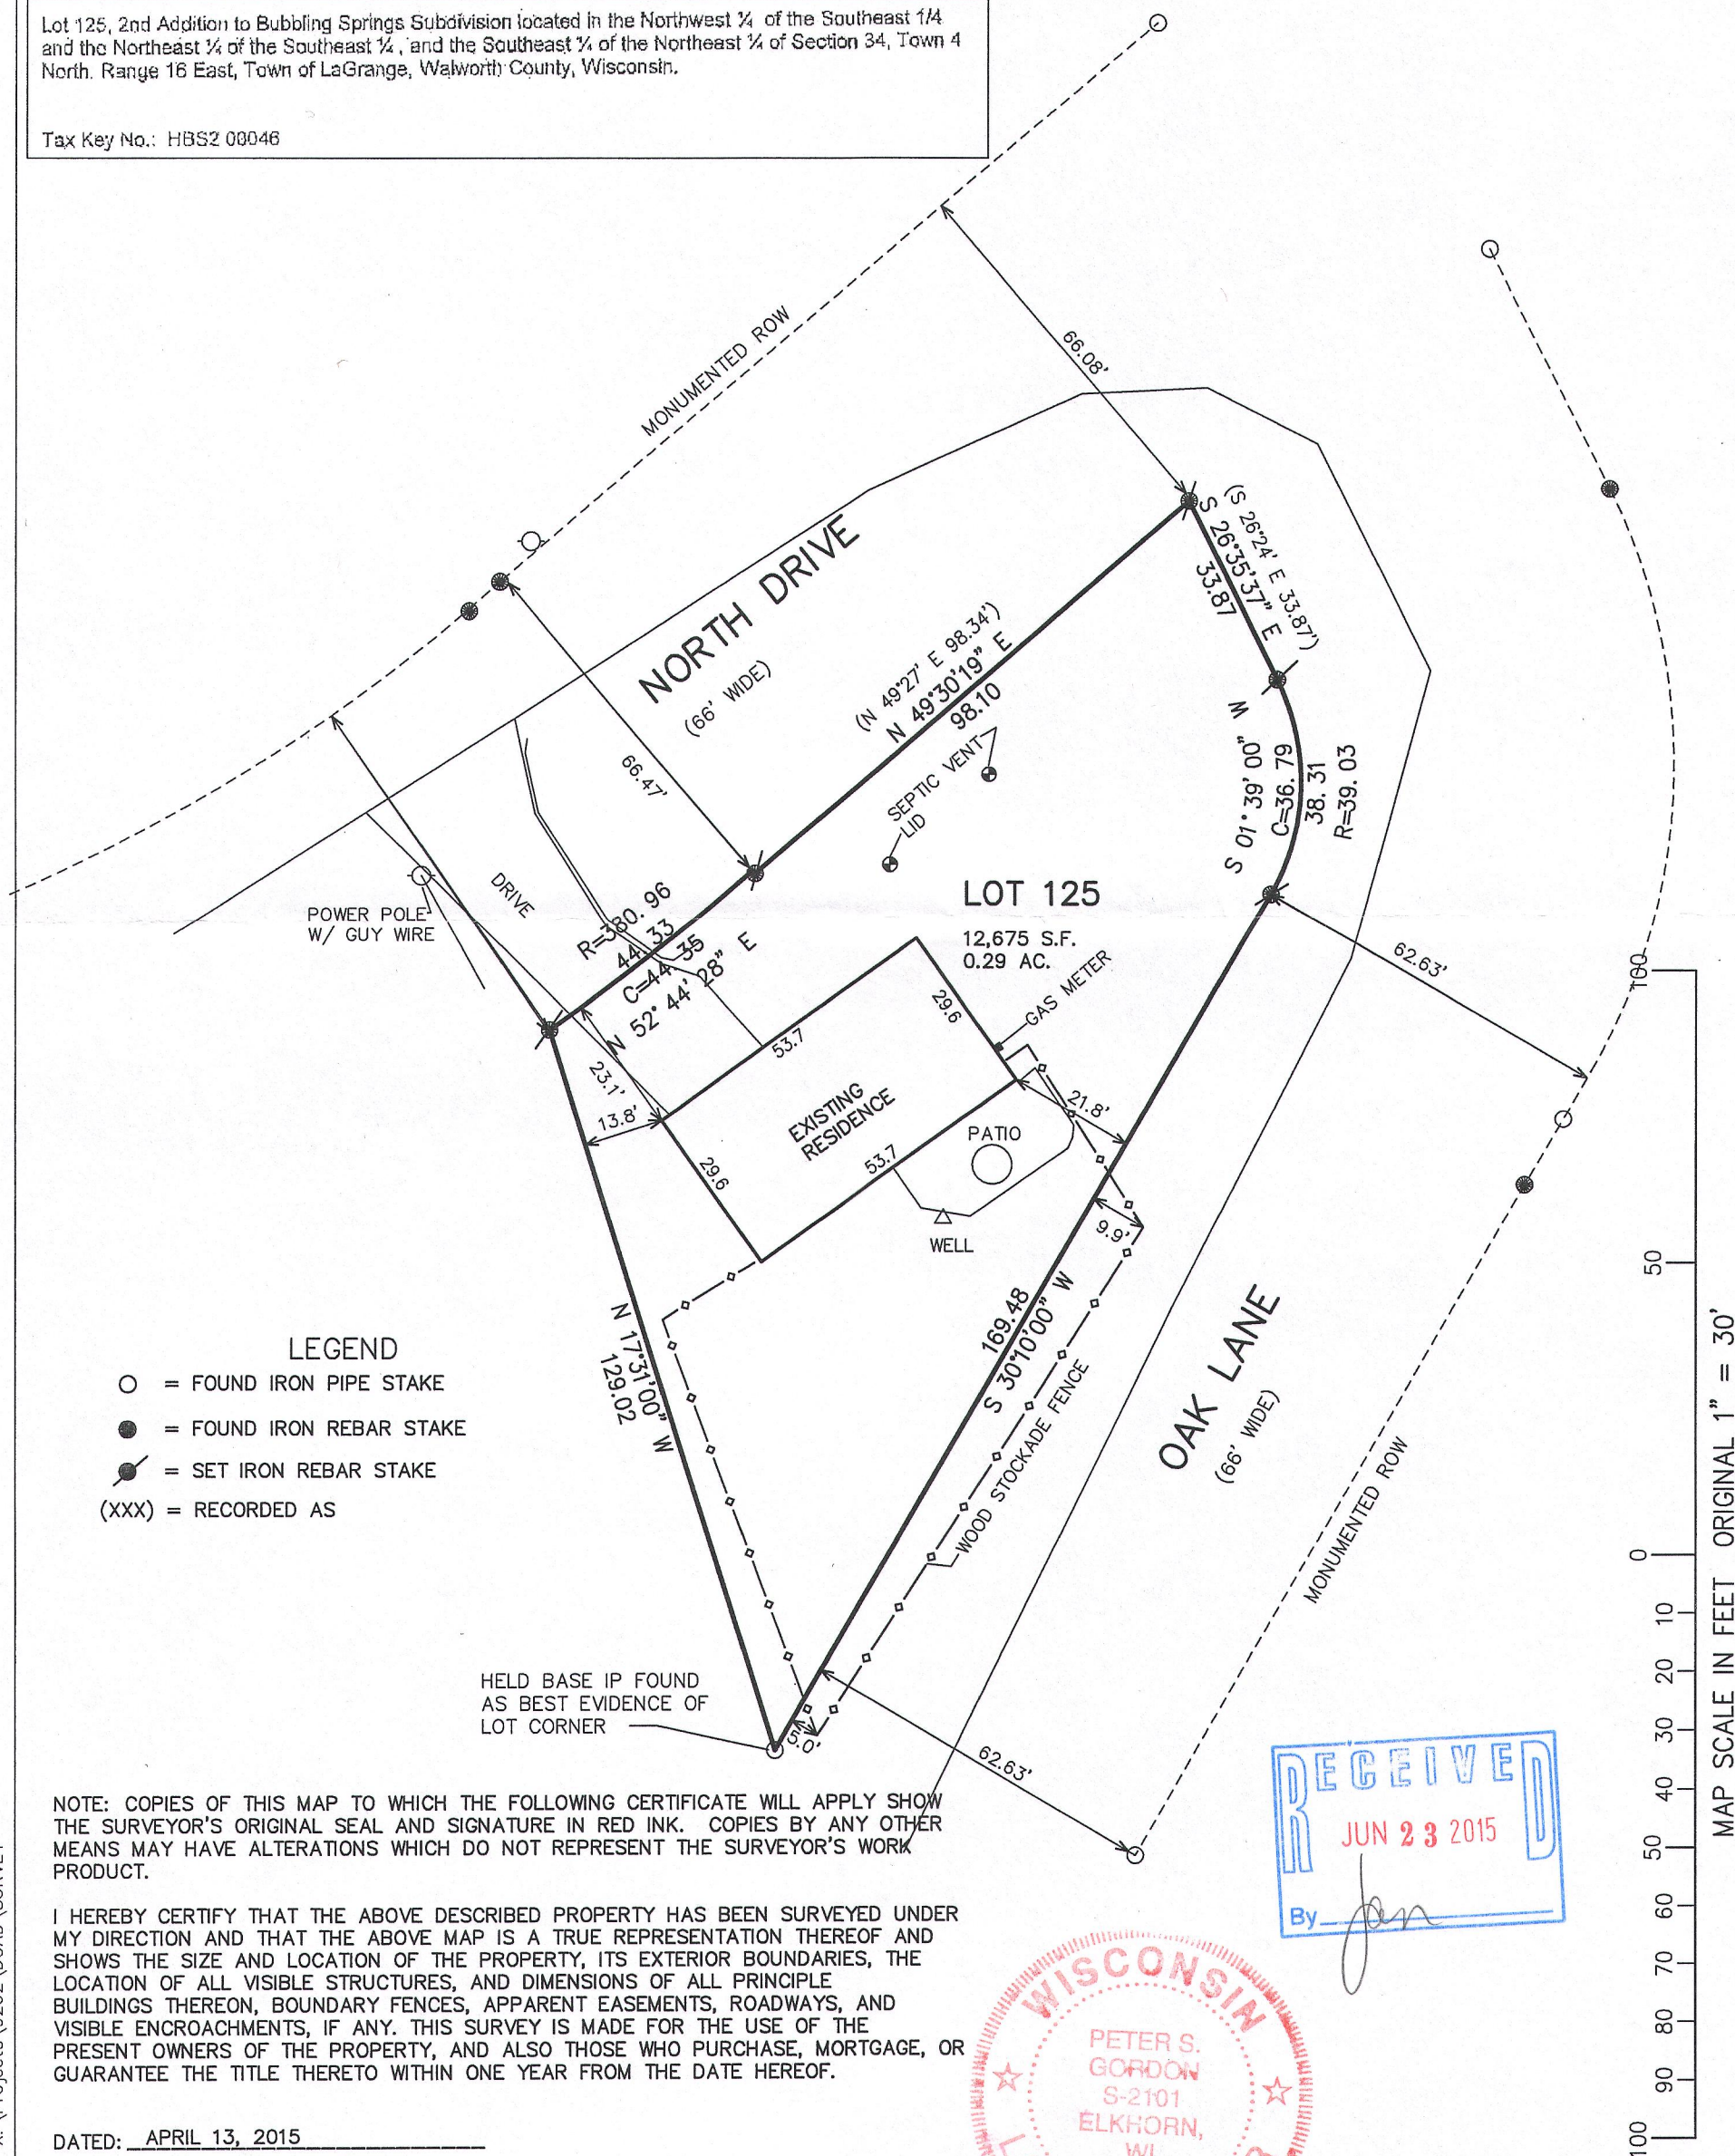 Lot 125, 2nd Addition to Bubbling Springs Subdivision located in the Northwest ¼ of the Southeast 1/4
and the Northeast ¼ of the Southeast ¼, and the Southeast ¼ of the Northeast ¼ of Section 34, Town 4
North. Range 16 East, Town of LaGrange, Walworth County, Wisconsin.
Tax Key No.: HBS2 00046
MONUMENTED ROW
66.08'
NORTH DRIVE
(66' WIDE)
66.47'
(N 49°27' E 98.34')
N 49°30'19" E
98.10
(S 26°24' E 33.87')
S 26°35'37" E
33.87
S 01° 39' 00" W
C=36.79
38.31
R=39.03
SEPTIC VENT
LID
DRIVE
POWER POLE
W/ GUY WIRE
R=380.96
44.33
C=44.35
N 52° 44' 28" E
LOT 125
12,675 S.F.
0.29 AC.
GAS METER
62.63'
29.6
53.7
23.1'
13.8'
EXISTING
RESIDENCE
21.8'
PATIO
53.7
29.6
WELL
9.9'
169.48
S 30°10'00" W
N 17°31'00" W
129.02
WOOD STOCKADE FENCE
OAK LANE
(66' WIDE)
MONUMENTED ROW
LEGEND
= FOUND IRON PIPE STAKE
= FOUND IRON REBAR STAKE
= SET IRON REBAR STAKE
(XXX) = RECORDED AS
HELD BASE IP FOUND
AS BEST EVIDENCE OF
LOT CORNER
5.0'
62.63'
100
50
0
10
20
30
40
50
60
70
80
90
100
MAP SCALE IN FEET ORIGINAL 1" = 30'
NOTE: COPIES OF THIS MAP TO WHICH THE FOLLOWING CERTIFICATE WILL APPLY SHOW
THE SURVEYOR'S ORIGINAL SEAL AND SIGNATURE IN RED INK. COPIES BY ANY OTHER
MEANS MAY HAVE ALTERATIONS WHICH DO NOT REPRESENT THE SURVEYOR'S WORK
PRODUCT.
I HEREBY CERTIFY THAT THE ABOVE DESCRIBED PROPERTY HAS BEEN SURVEYED UNDER
MY DIRECTION AND THAT THE ABOVE MAP IS A TRUE REPRESENTATION THEREOF AND
SHOWS THE SIZE AND LOCATION OF THE PROPERTY, ITS EXTERIOR BOUNDARIES, THE
LOCATION OF ALL VISIBLE STRUCTURES, AND DIMENSIONS OF ALL PRINCIPLE
BUILDINGS THEREON, BOUNDARY FENCES, APPARENT EASEMENTS, ROADWAYS, AND
VISIBLE ENCROACHMENTS, IF ANY. THIS SURVEY IS MADE FOR THE USE OF THE
PRESENT OWNERS OF THE PROPERTY, AND ALSO THOSE WHO PURCHASE, MORTGAGE, OR
GUARANTEE THE TITLE THERETO WITHIN ONE YEAR FROM THE DATE HEREOF.
DATED: APRIL 13, 2015
RECEIVED
JUN 23 2015
By Jen
WISCONSIN
PETER S.
GORDON
S-2101
ELKHORN,
WI